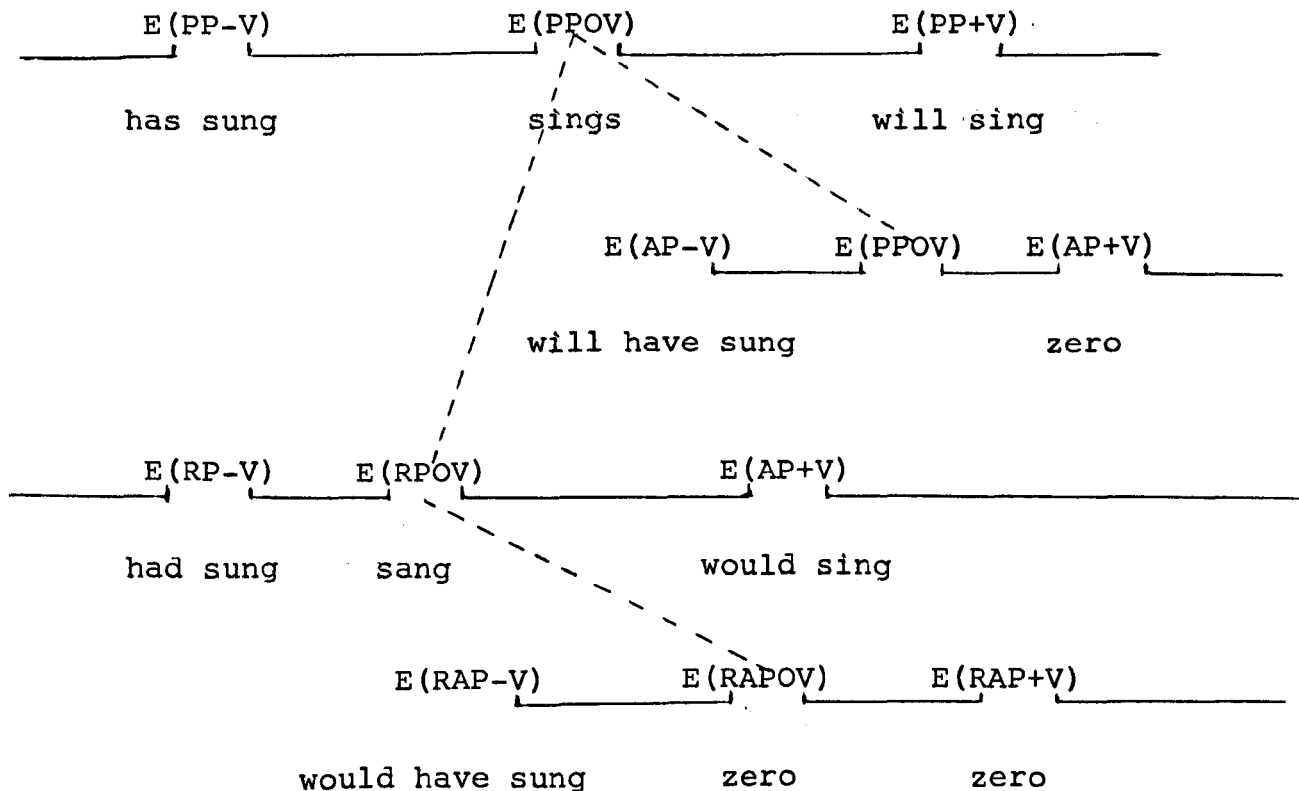 E(PP-V) E(PPOV) E(PP+V)
has sung sings will sing
E(AP-V) E(PPOV) E(AP+V)
will have sung zero
E(RP-V) E(RPOV) E(AP+V)
had sung sang would sing
E(RAP-V) E(RAPOV) E(RAP+V)
would have sung zero zero